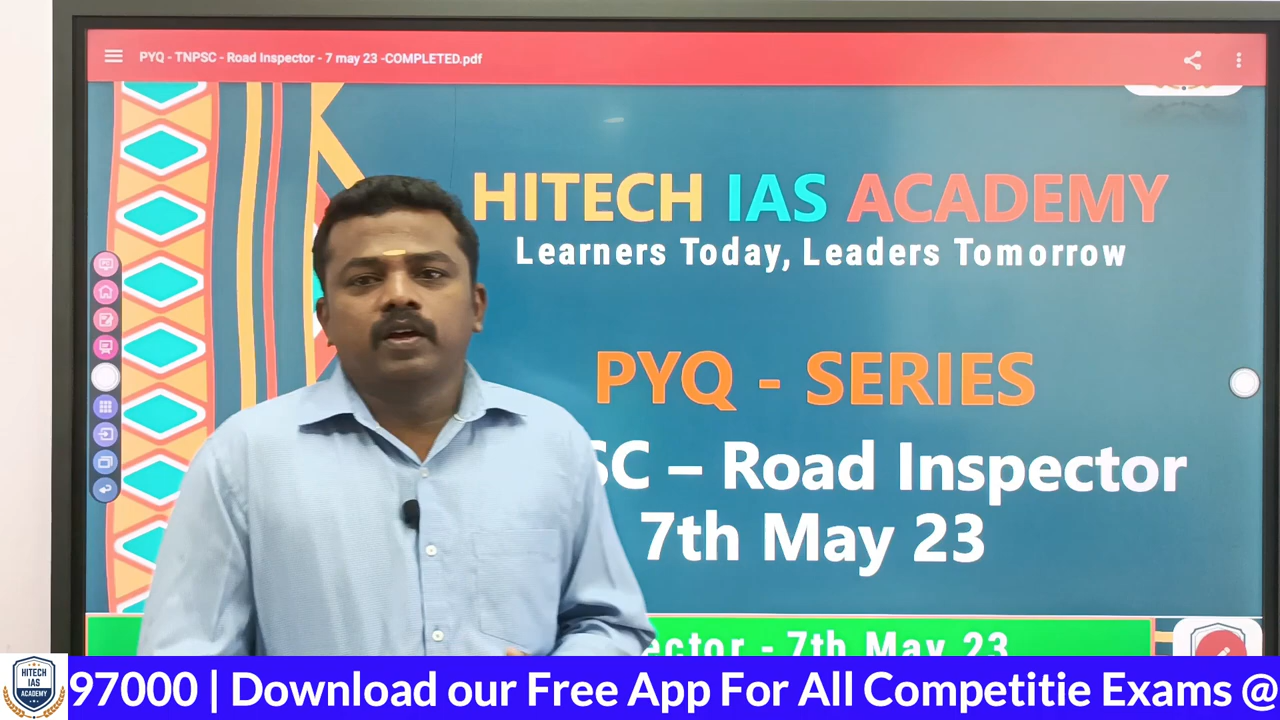 PYQ - TNPSC - Road Inspector - 7 may 23 -COMPLETED.pdf
HITECH IAS ACADEMY
Learners Today, Leaders Tomorrow
PYQ - SERIES
SC – Road Inspector
7th May 23
ector - 7th May 23
HITECH
IAS
ACADEMY
97000 | Download our Free App For All Competitie Exams @